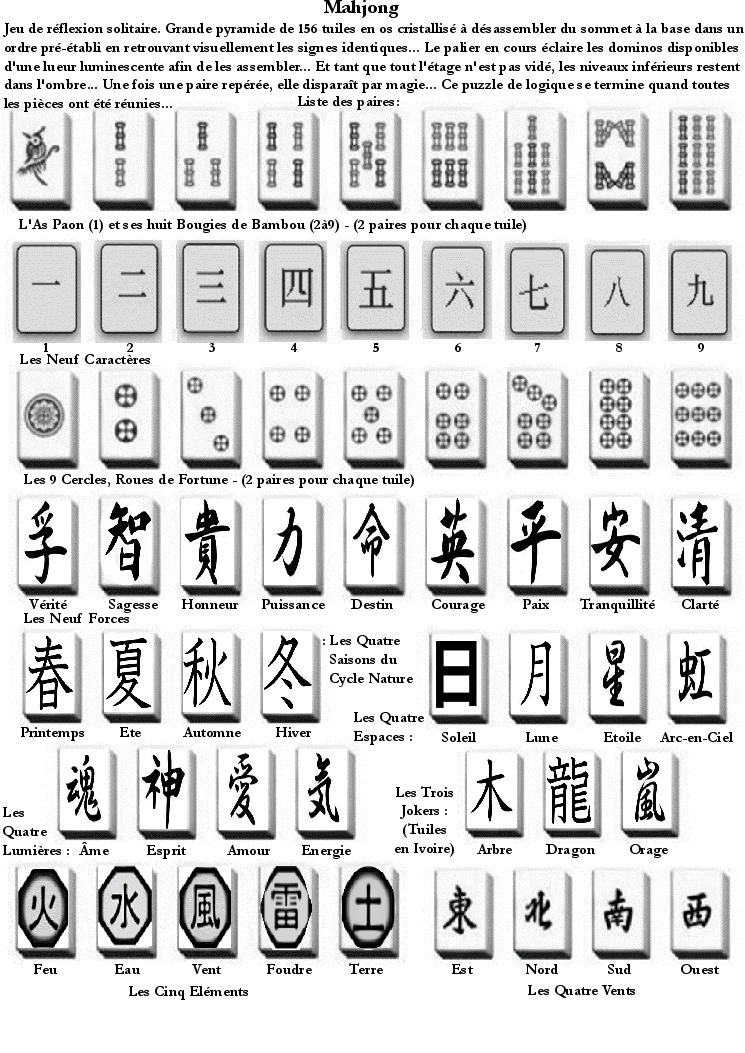 Mahjong
Jeu de réflexion solitaire. Grande pyramide de 156 tuiles en os cristallisé à désassembler du sommet à la base dans un
ordre pré-établi en retrouvant visuellement les signes identiques... Le palier en cours éclaire les dominos disponibles
d'une lueur luminescente afin de les assembler... Et tant que tout l'étage n'est pas vidé, les niveaux inférieurs restent
dans l'ombre... Une fois une paire repérée, elle disparaît par magie... Ce puzzle de logique se termine quand toutes
les pièces ont été réunies...
Liste des paires:
L'As Paon (1) et ses huit Bougies de Bambou (2à9) - (2 paires pour chaque tuile)
一 二 三 四 五 六 七 八 九
1 2 3 4 5 6 7 8 9
Les Neuf Caractères
Les 9 Cercles, Roues de Fortune - (2 paires pour chaque tuile)
孚 智 貴 力 命 英 平 安 清
Vérité Sagesse Honneur Puissance Destin Courage Paix Tranquillité Clarté
Les Neuf Forces
春 夏 秋 冬
: Les Quatre
Saisons du
Cycle Nature
Printemps Ete Automne Hiver
Les Quatre
Espaces :
日 月 星 虹
Soleil Lune Etoile Arc-en-Ciel
魂 神 愛 気
Les
Quatre
Lumières : Âme Esprit Amour Energie
Les Trois
Jokers :
(Tuiles
en Ivoire)
木 龍 嵐
Arbre Dragon Orage
火 水 風 雷 土
Feu Eau Vent Foudre Terre
Les Cinq Eléments
東 北 南 西
Est Nord Sud Ouest
Les Quatre Vents